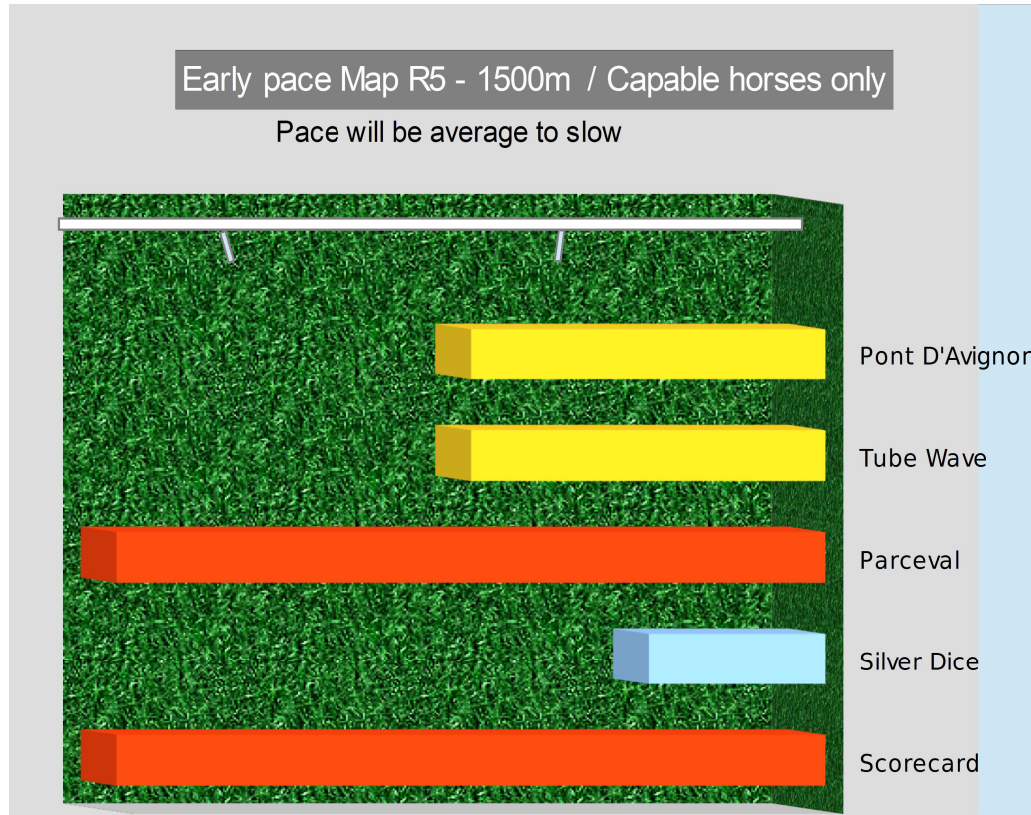 Early pace Map R5 - 1500m / Capable horses only
Pace will be average to slow
Pont D'Avignon
Tube Wave
Parceval
Silver Dice
Scorecard